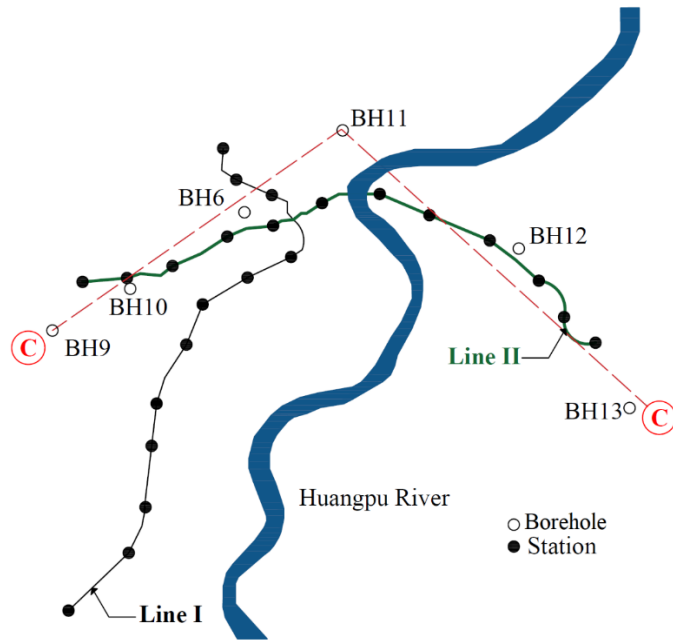 BH11
BH6
BH12
BH10
C
BH9
Line II
BH13
C
Huangpu River
Borehole
Station
Line I